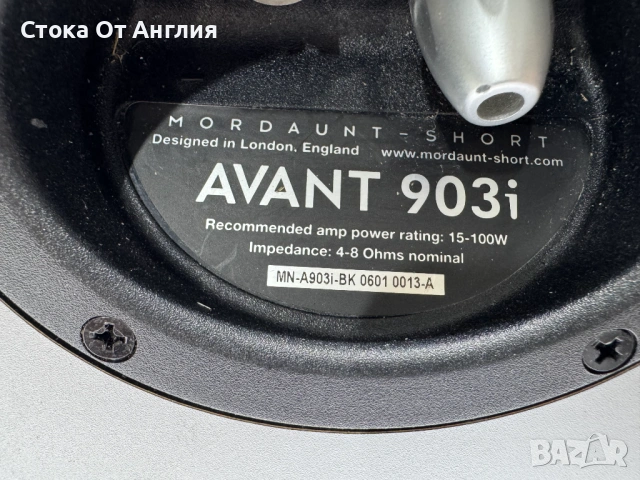 Стока От Англия
MORDAUNT-SHORT
Designed in London, England www.mordaunt-short.com
AVANT 903i
Recommended amp power rating: 15-100W
Impedance: 4-8 Ohms nominal
MN-A903i-BK 0601 0013-A
BAZAR